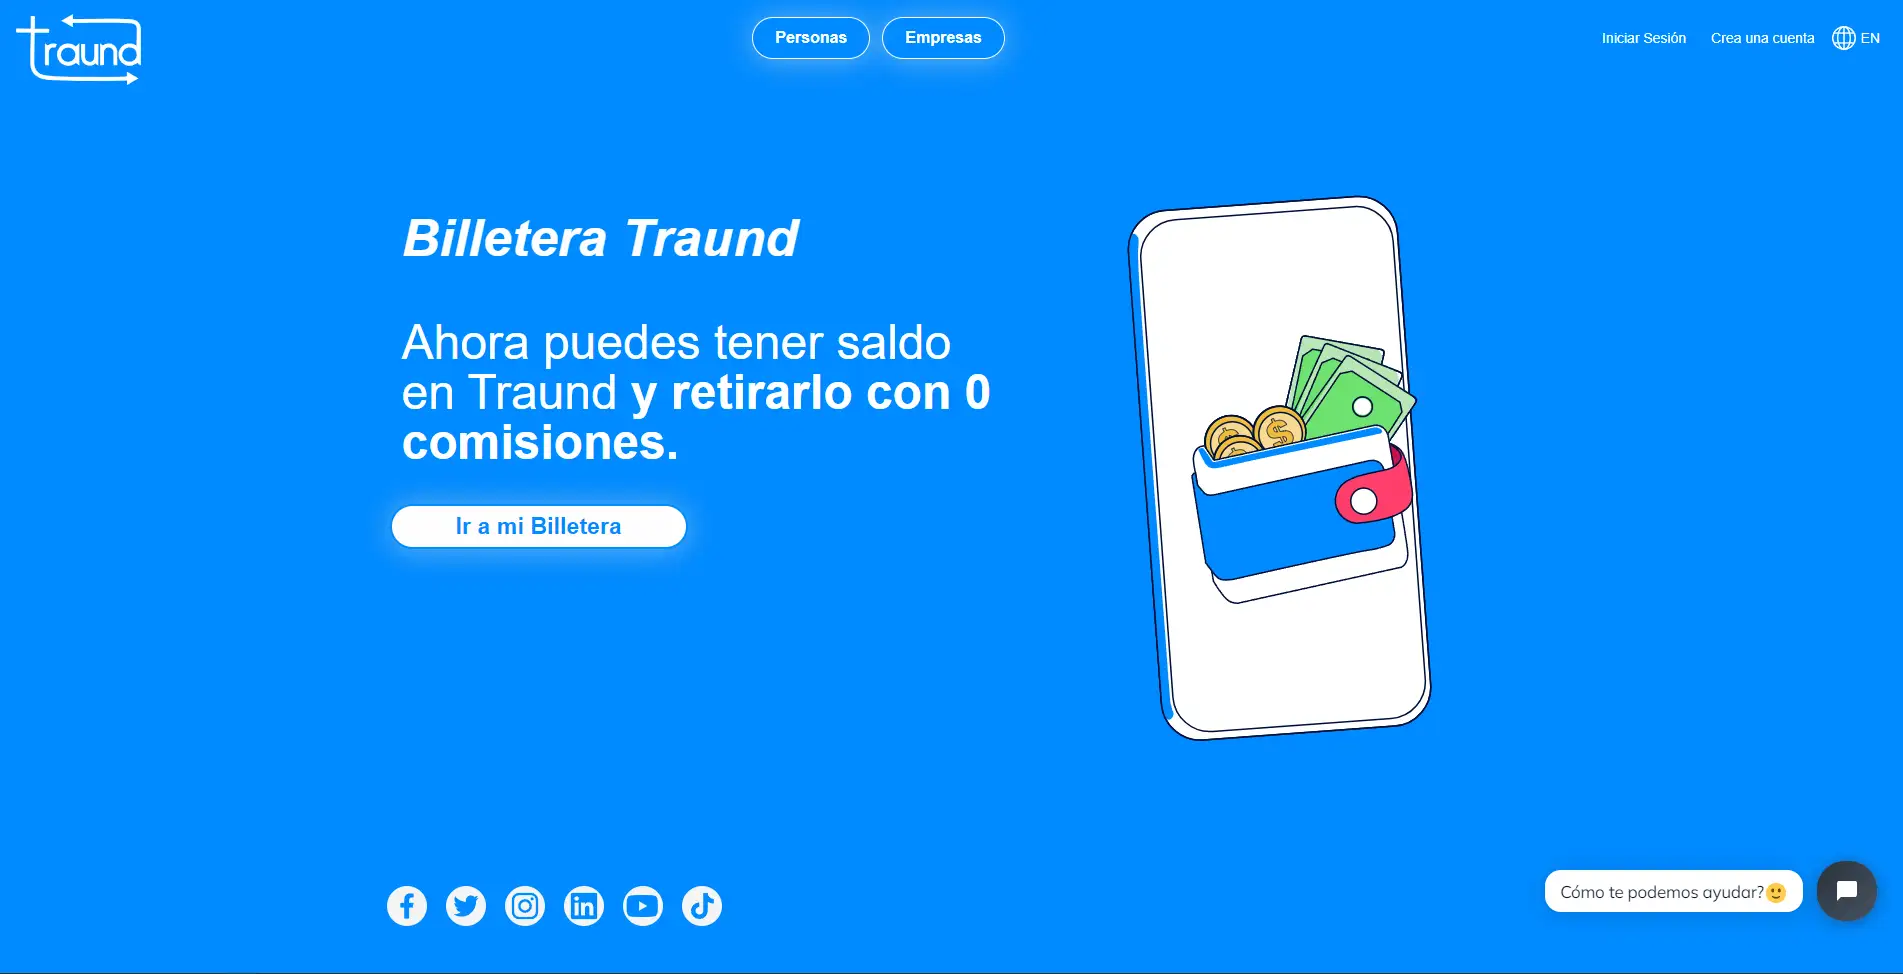 traund
Personas
Empresas
Iniciar Sesión
Crea una cuenta
EN
Billetera Traund
Ahora puedes tener saldo
en Traund y retirarlo con 0
comisiones.
Ir a mi Billetera
Cómo te podemos ayudar?🙂